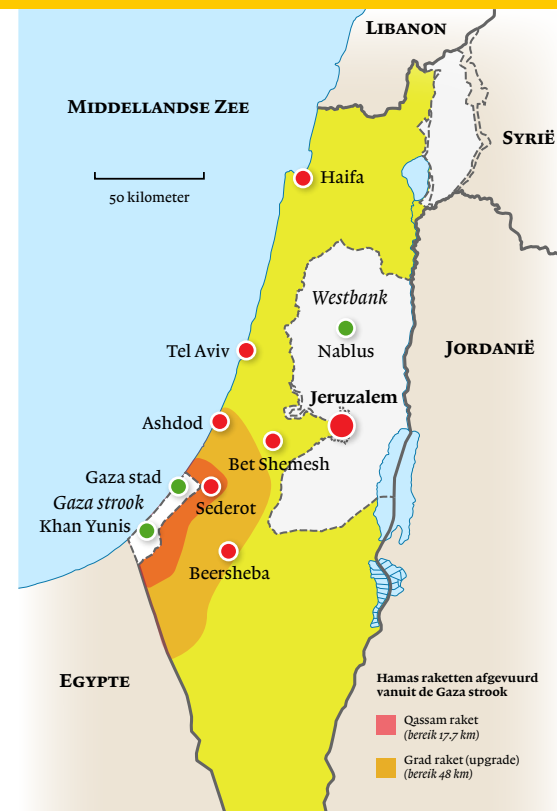 LIBANON
MIDDELLANDSE ZEE
SYRIË
Haifa
50 kilometer
Westbank
Nablus
Tel Aviv
JORDANIË
Jeruzalem
Ashdod
Bet Shemesh
Gaza stad
Gaza strook
Sederot
Khan Yunis
Beersheba
EGYPTE
Hamas raketten afgevuurd
vanuit de Gaza strook
Qassam raket
(bereik 17.7 km)
Grad raket (upgrade)
(bereik 48 km)